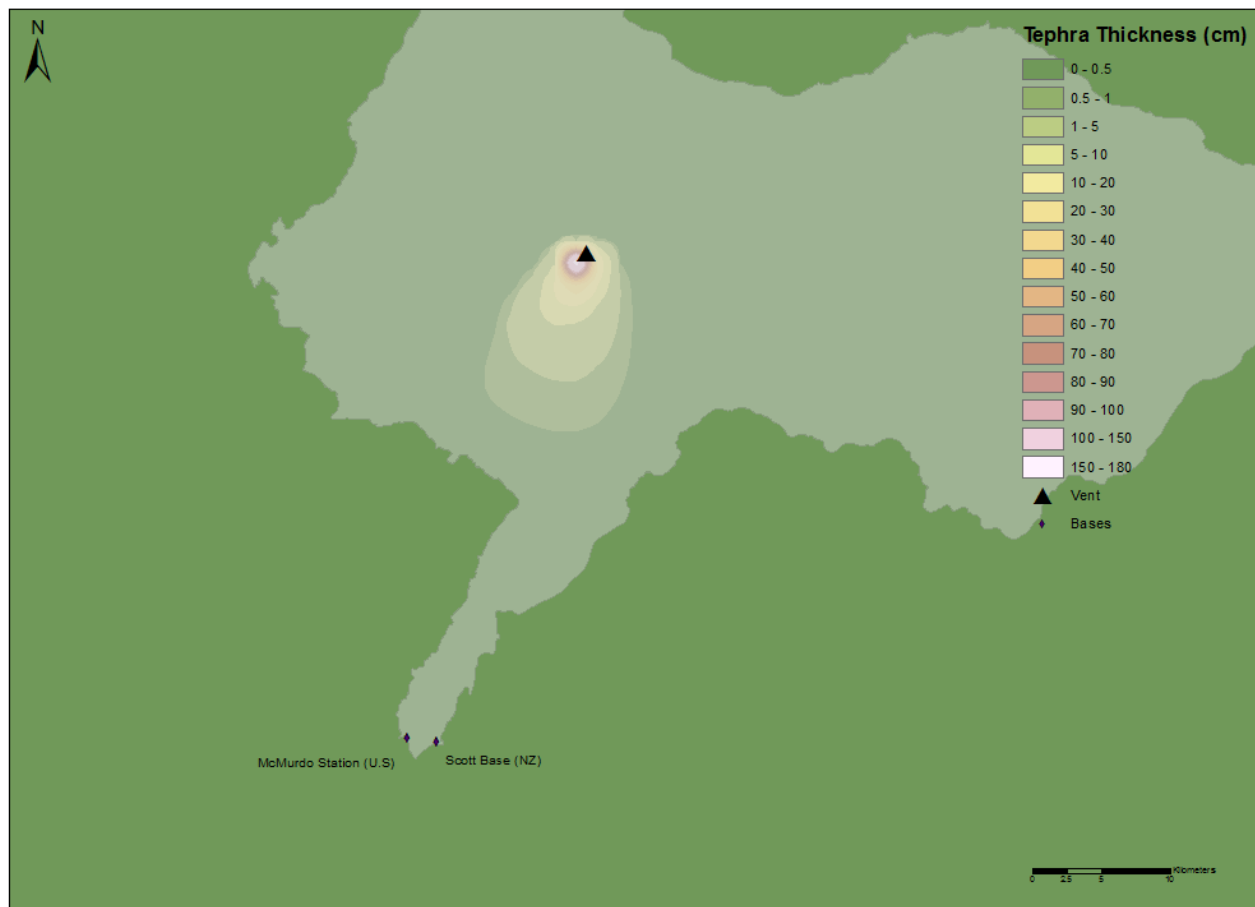 N
Tephra Thickness (cm)
0 - 0.5
0.5 - 1
1 - 5
5 - 10
10 - 20
20 - 30
30 - 40
40 - 50
50 - 60
60 - 70
70 - 80
80 - 90
90 - 100
100 - 150
150 - 180
Vent
Bases
McMurdo Station (U.S)
Scott Base (NZ)
Kilometers
0 2.5 5 10